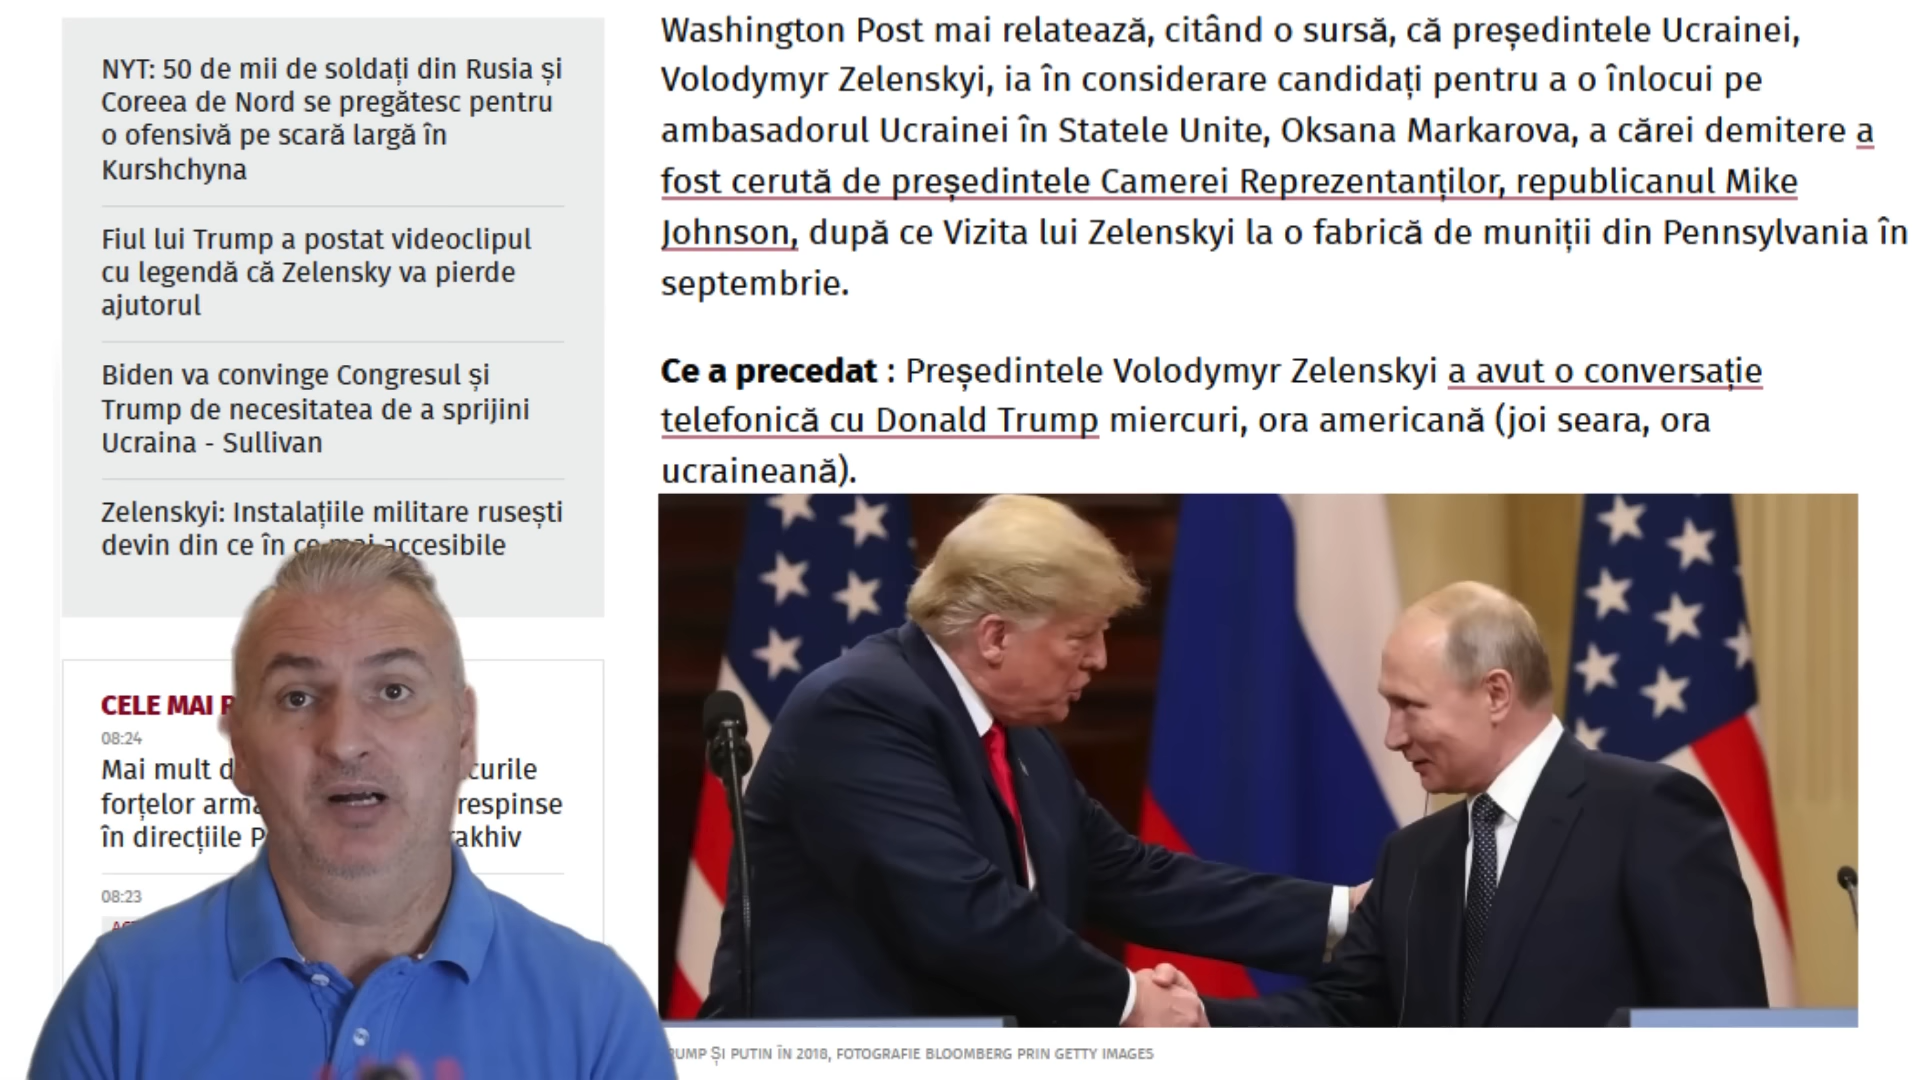 NYT: 50 de mii de soldați din Rusia și
Coreea de Nord se pregătesc pentru
o ofensivă pe scară largă în
Kurshchyna
Fiul lui Trump a postat videoclipul
cu legendă că Zelensky va pierde
ajutorul
Biden va convinge Congresul și
Trump de necesitatea de a sprijini
Ucraina - Sullivan
Zelenskyi: Instalațiile militare rusești
devin din ce în ce mai accesibile
CELE MAI
08:24
Mai mult
forțelor respinse
în direcțiile
08:23
Washington Post mai relatează, citând o sursă, că președintele Ucrainei,
Volodymyr Zelenskyi, ia în considerare candidați pentru a o înlocui pe
ambasadorul Ucrainei în Statele Unite, Oksana Markarova, a cărei demitere a
fost cerută de președintele Camerei Reprezentanților, republicanul Mike
Johnson, după ce Vizita lui Zelenskyi la o fabrică de muniții din Pennsylvania în
septembrie.
Ce a precedat : Președintele Volodymyr Zelenskyi a avut o conversație
telefonică cu Donald Trump miercuri, ora americană (joi seara, ora
ucraineană).
ȘI PUTIN ÎN 2018, FOTOGRAFIE BLOOMBERG PRIN GETTY IMAGES